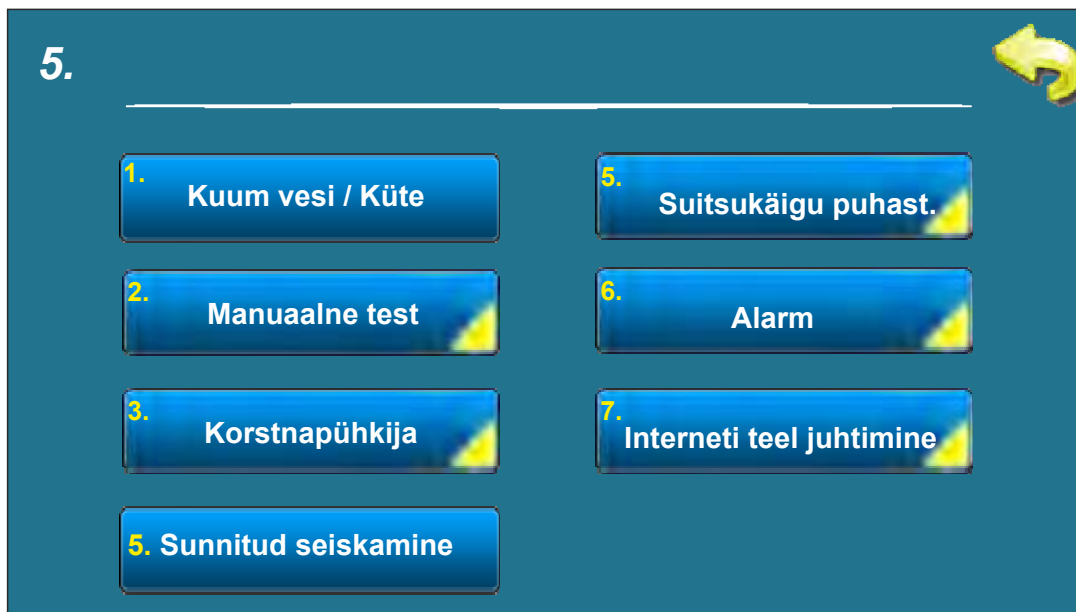 5.
1. Kuum vesi / Küte
2. Manuaalne test
3. Korstnapühkija
5. Sunnitud seiskamine
5. Suitsukäigu puhast.
6. Alarm
7. Interneti teel juhtimine